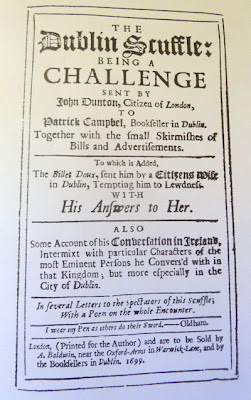 THE
Dublin Scuffle:
BEING A
CHALLENGE
SENT BY
John Dunton, Citizen of London,
TO
Patrick Campbel, Bookseller in Dublin.
Together with the small Skirmishes of
Bills and Advertisements.
To which is Added,
The Billet Doux, sent him by a Citizens Wife
in Dublin, Tempting him to Lewdness.
WITH
His Answers to Her.
ALSO
Some Account of his Conversation in Ireland,
Intermixt with particular Characters of the
most Eminent Persons he Convers'd with in
that Kingdom; but more especially in the
City of Dublin.
In several Letters to the Spectators of this Scuffle;
With a Poem on the whole Encounter.
I wear my Pen as others do their Sword.——Oldham.
London, (Printed for the Author) and are to be Sold by
A. Baldwin, near the Oxford-Arms in Warwick-Lane, and by
the Booksellers in Dublin. 1699.